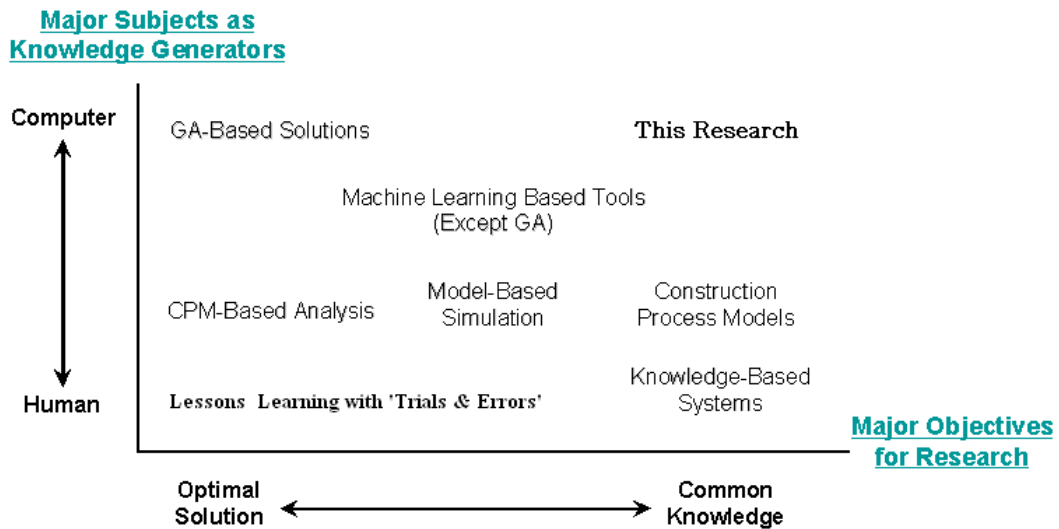 Major Subjects as
Knowledge Generators
Computer
GA-Based Solutions
This Research
Machine Learning Based Tools
(Except GA)
CPM-Based Analysis
Model-Based
Simulation
Construction
Process Models
Human
Lessons Learning with 'Trials & Errors'
Knowledge-Based
Systems
Major Objectives
for Research
Optimal
Solution
Common
Knowledge